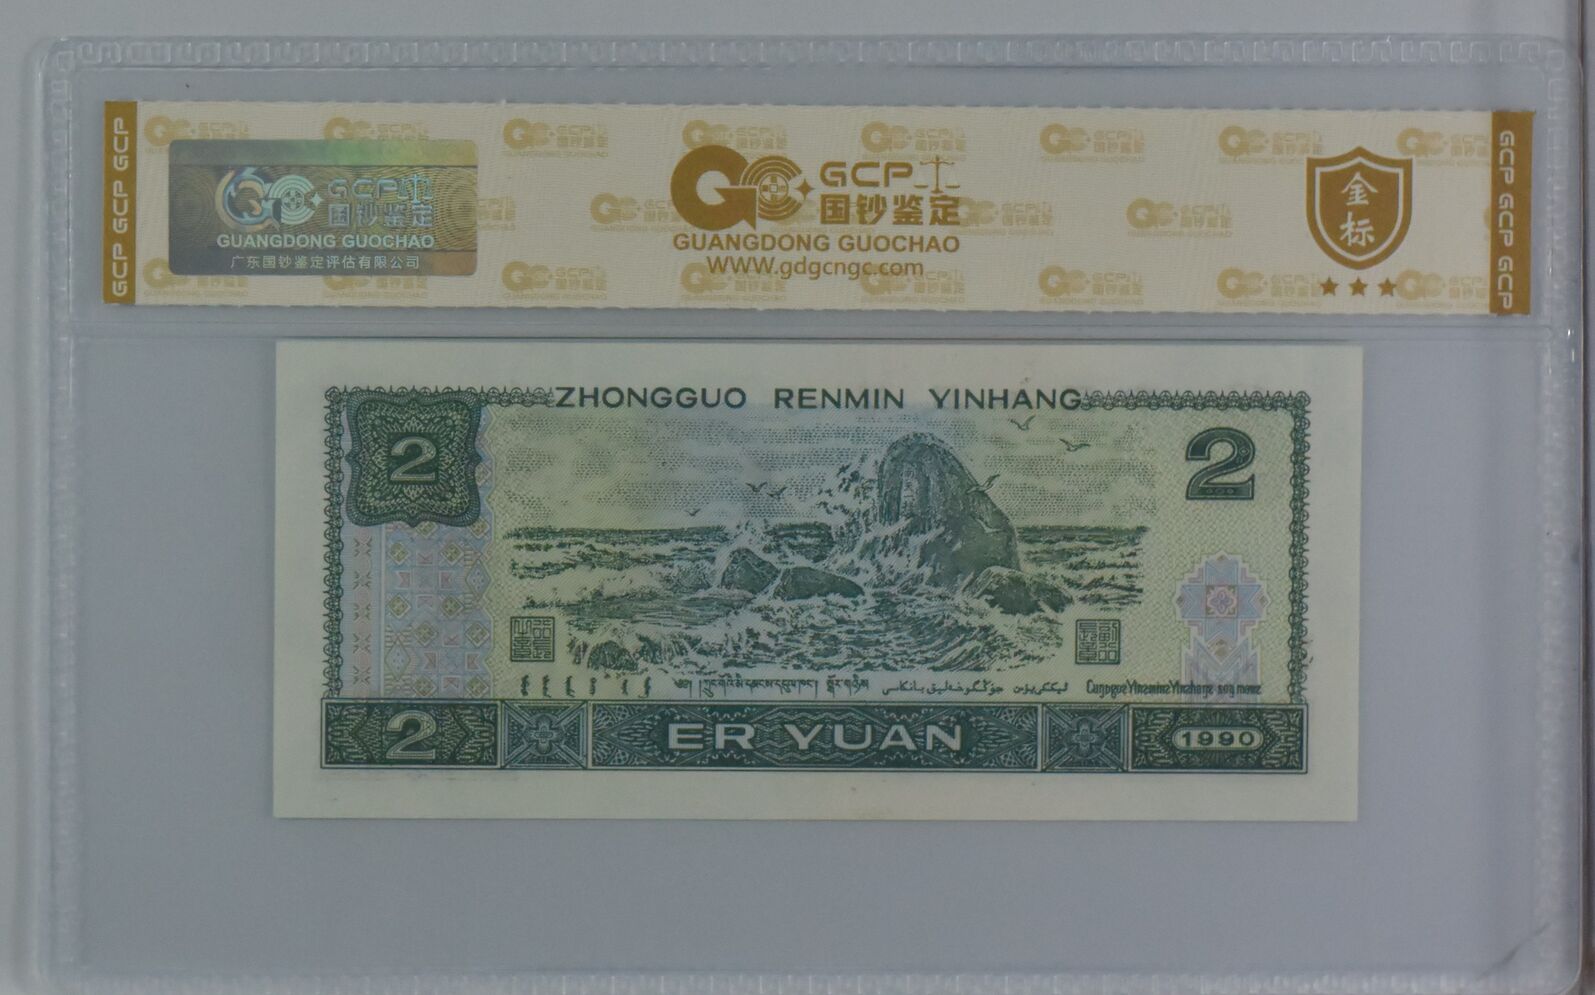 GCP GCP GCP
GCP
国钞鉴定
GUANGDONG GUOCHAO
广东国钞鉴定评估有限公司
GCP
国钞鉴定
GUANGDONG GUOCHAO
WWW.gdgcngc.com
金标
GCP GCP GCP
ZHONGGUO RENMIN YINHANG
2
2
2
ER YUAN
1990